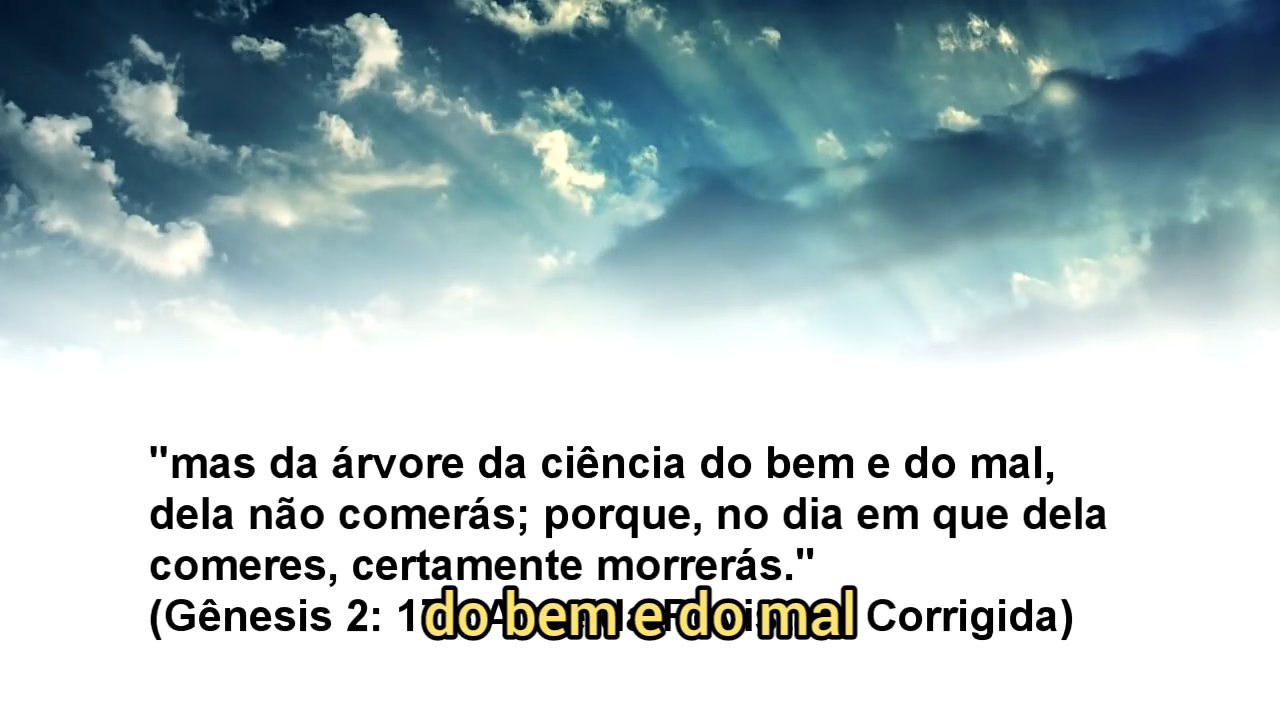 "mas da árvore da ciência do bem e do mal,
dela não comerás; porque, no dia em que dela
comeres, certamente morrerás."
(Gênesis 2: Corrigida)
do bem e do mal